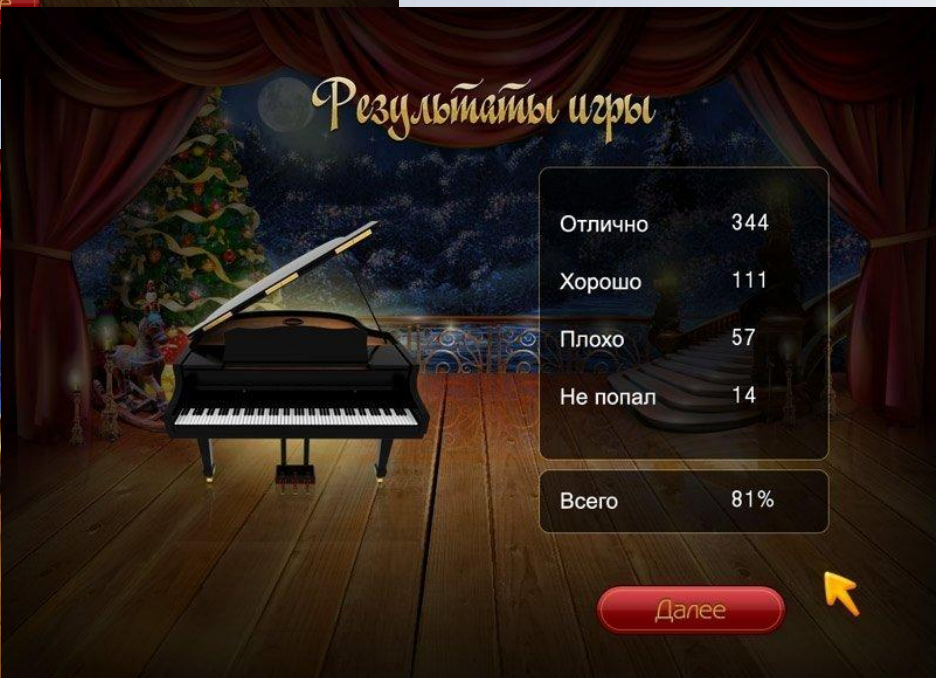 Результаты игры
Отлично 344
Хорошо 111
Плохо 57
Не попал 14
Всего 81%
Далее